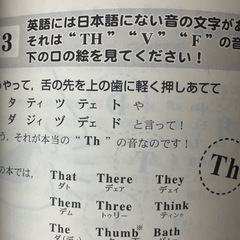 3
英語には日本語にない音の文字が
それは“TH”“V”“F”の音
下の口の絵を見てください！
やって，舌の先を上の歯に軽く押しあてて
タ ティ ツ テェ ト や
ダ ディ ヅ デェ ド と言って！
う，それが本当の“Th”の音なのです！
Th
の本では，
That There They
ダト デェア デェイ
Them Three Think
デム トゥリー ティンㇰ
The Thumb※ Bath